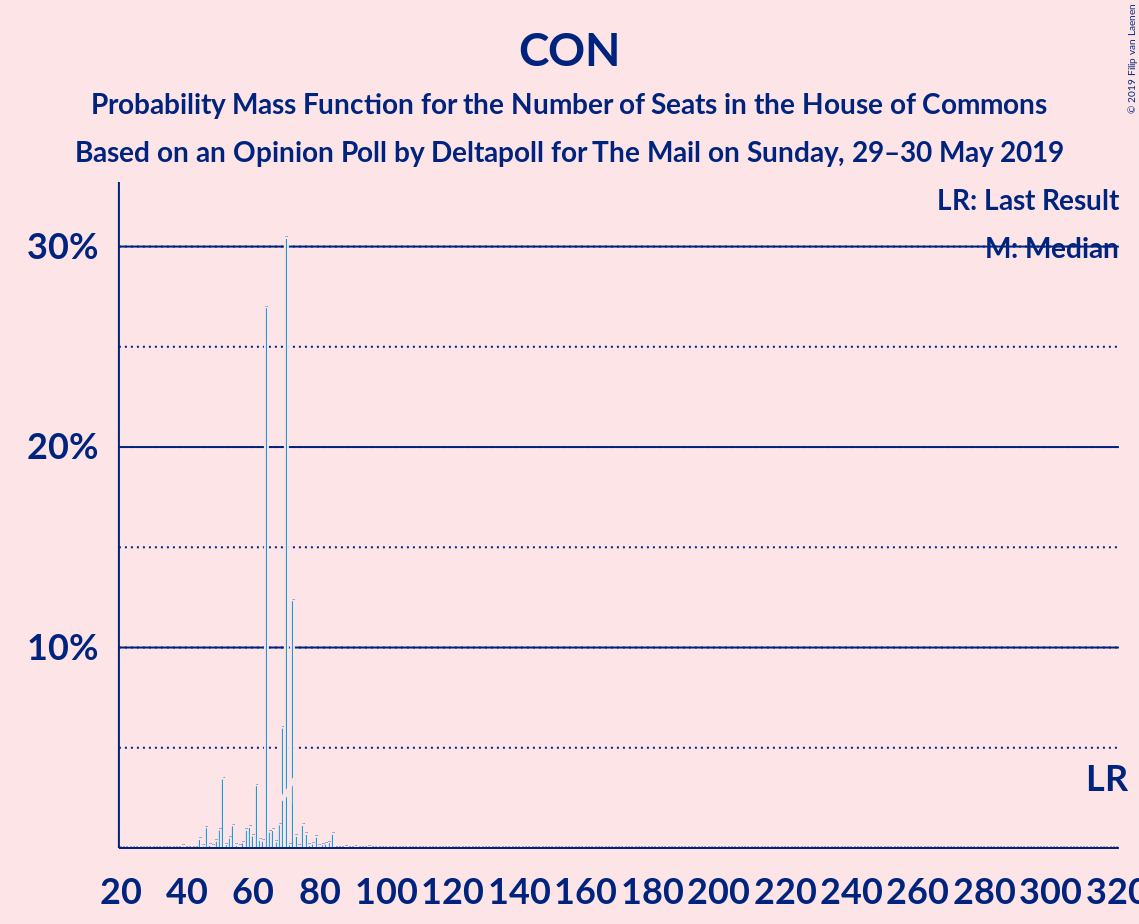 CON
Probability Mass Function for the Number of Seats in the House of Commons
Based on an Opinion Poll by Deltapoll for The Mail on Sunday, 29–30 May 2019
© 2019 Filip van Laenen
LR: Last Result
M: Median
30%
20%
10%
LR
20 40 60 80 100 120 140 160 180 200 220 240 260 280 300 320